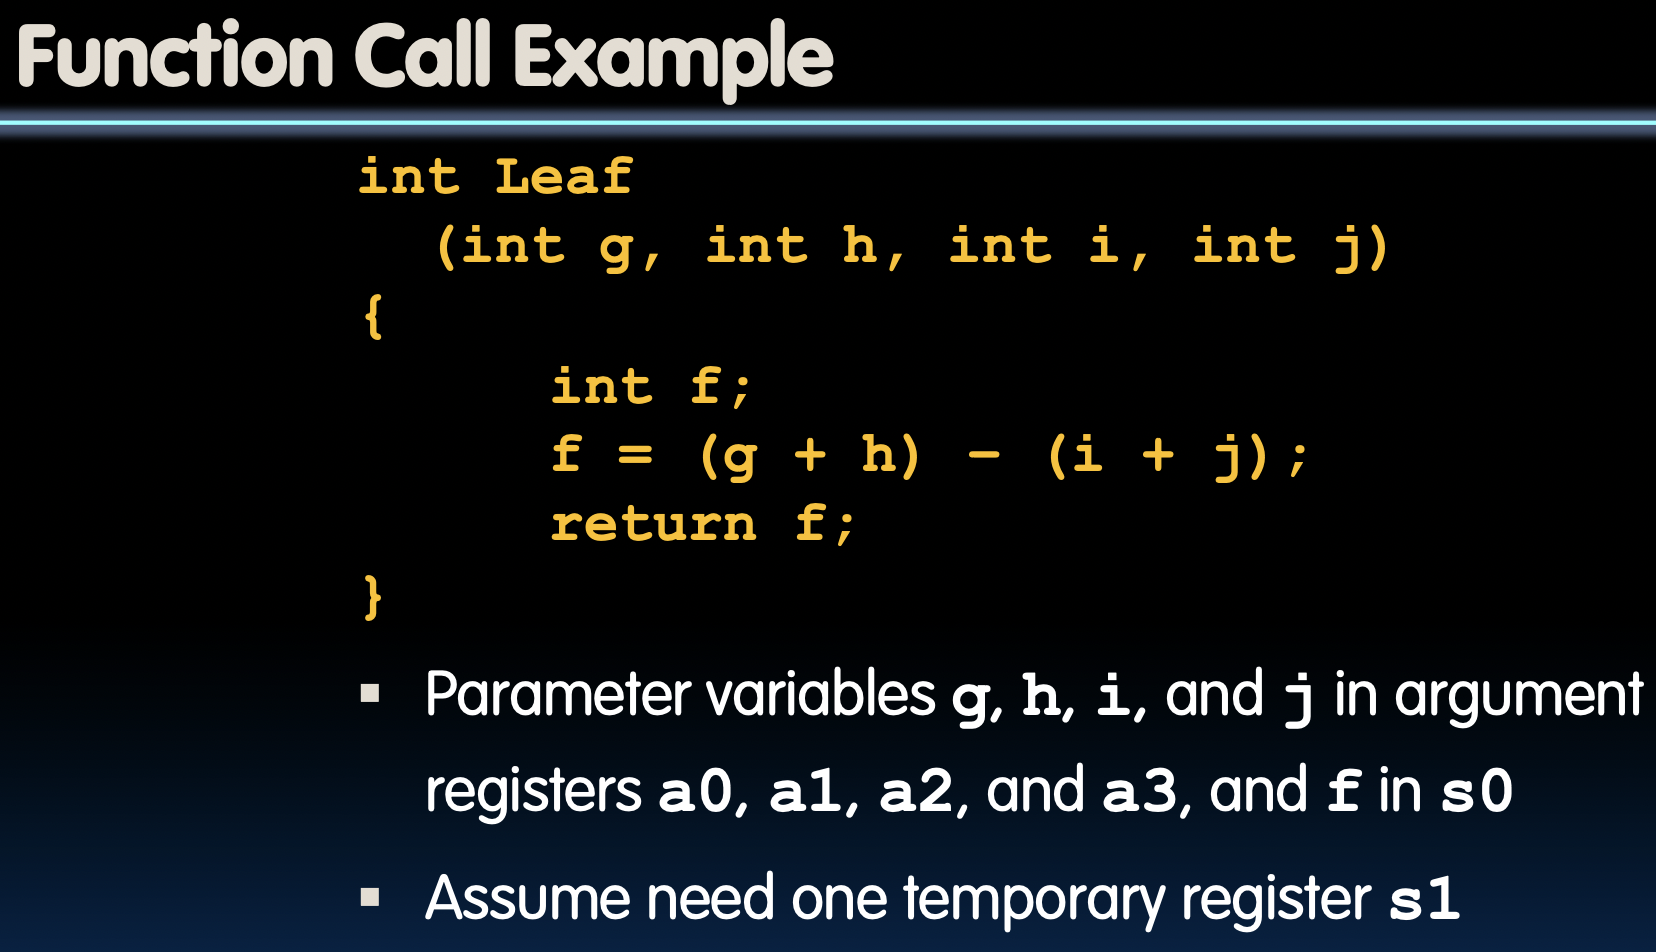 Function Call Example
int Leaf
(int g, int h, int i, int j)
{
int f;
f = (g + h) – (i + j);
return f;
}
▪ Parameter variables g, h, i, and j in argument
registers a0, a1, a2, and a3, and f in s0
▪ Assume need one temporary register s1